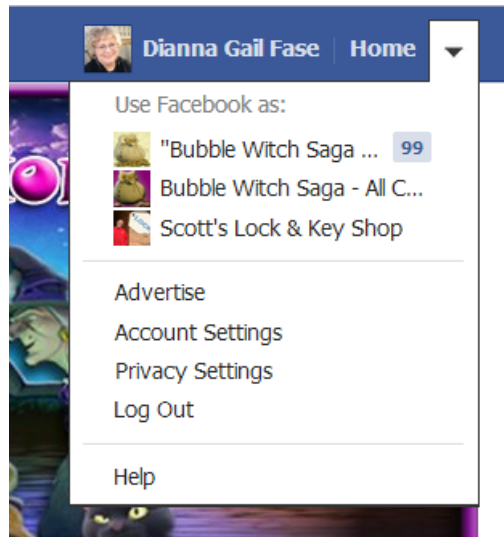 Dianna Gail Fase Home
Use Facebook as:
"Bubble Witch Saga ... 99
Bubble Witch Saga - All C...
Scott's Lock & Key Shop
Advertise
Account Settings
Privacy Settings
Log Out
Help